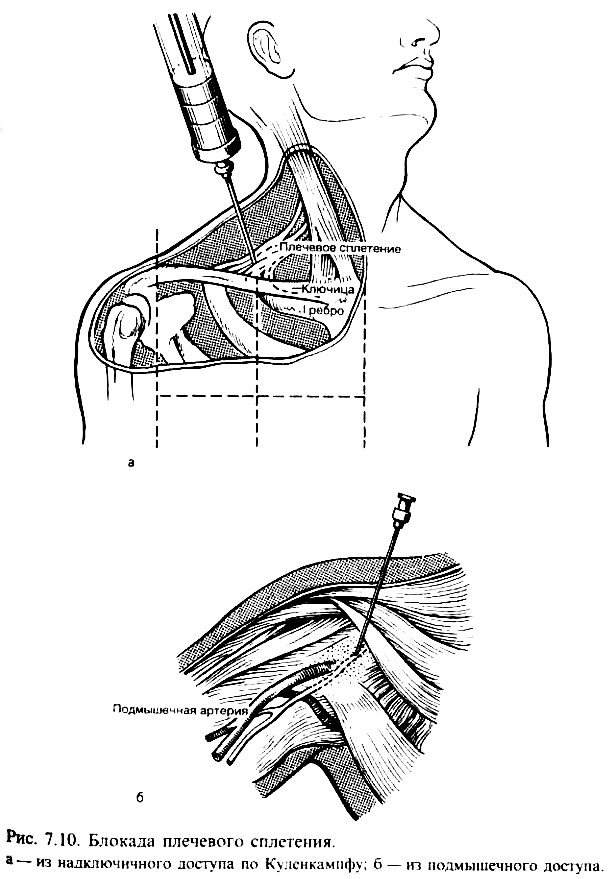 Плечевое сплетение
Ключица
I ребро
а
Подмышечная артерия
б
Рис. 7.10. Блокада плечевого сплетения.
а — из надключичного доступа по Куленкампфу; б — из подмышечного доступа.